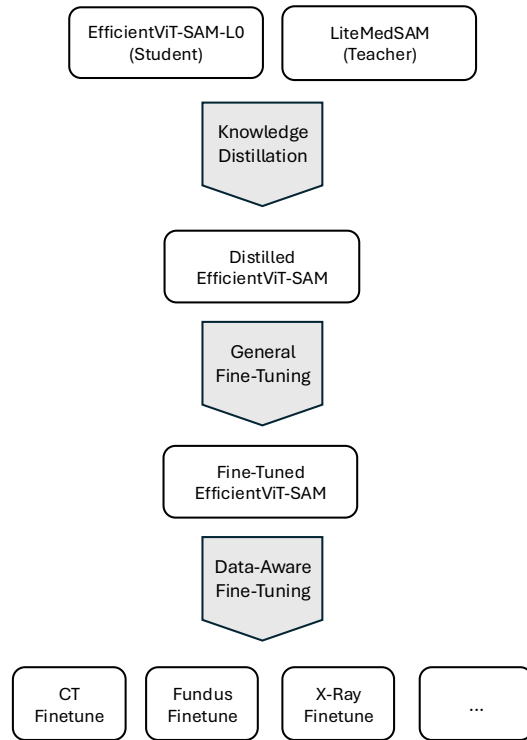 EfficientViT-SAM-L0
(Student)
LiteMedSAM
(Teacher)
Knowledge
Distillation
Distilled
EfficientViT-SAM
General
Fine-Tuning
Fine-Tuned
EfficientViT-SAM
Data-Aware
Fine-Tuning
CT
Finetune
Fundus
Finetune
X-Ray
Finetune
...